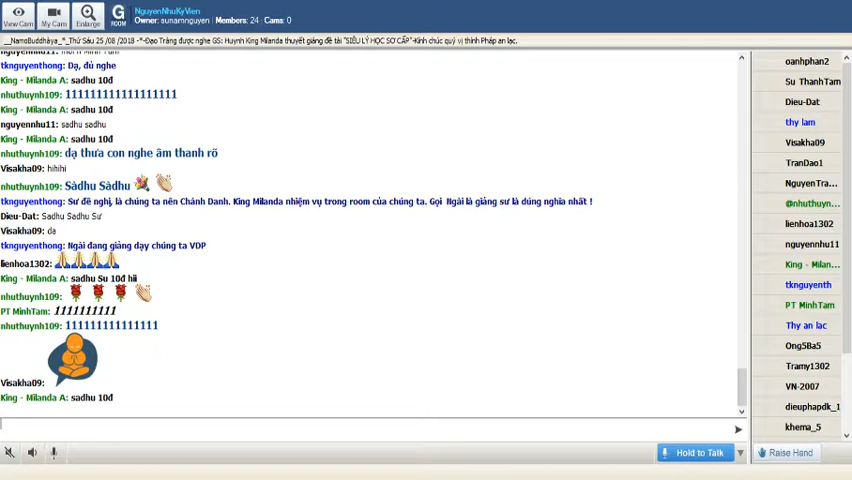 View Cam
My Cam
Enlarge
G
ROOM
NguyenNhuKyVien
Owner: sunamnguyen | Members: 24 | Cams: 0
__NamoBuddhàya_*_Thứ Sáu 25 /08 /2018 -*-Đạo Tràng được nghe GS: Huynh King Milanda thuyết giảng đề tài "SIÊU LÝ HỌC SƠ CẤP"-Kính chúc quý vị thính Pháp an lạc.
tknguyenthong: Dạ, đủ nghe
King - Milanda A: sadhu 10đ
nhuthuynh109: 11111111111111111
King - Milanda A: sadhu 10đ
nguyennhu11: sadhu sadhu
King - Milanda A: sadhu 10đ
nhuthuynh109: dạ thưa con nghe âm thanh rõ
Visakha09: hihihi
nhuthuynh109: Sàdhu Sàdhu
tknguyenthong: Sư đề nghị, là chúng ta nên Chánh Danh. King Milanda nhiệm vụ trong room của chúng ta. Gọi Ngài là giảng sư là đúng nghĩa nhất !
Dieu-Dat: Sadhu Sadhu Sư
Visakha09: da
tknguyenthong: Ngài đang giảng dạy chúng ta VDP
lienhoa1302:
King - Milanda A: sadhu Su 10đ hii
nhuthuynh109:
PT MinhTam: 1111111111
nhuthuynh109: 11111111111111
Visakha09:
King - Milanda A: sadhu 10đ
oanhphan2
Su ThanhTam
Dieu-Dat
thy lam
Visakha09
TranDao1
NguyenTra...
@nhuthuyn...
lienhoa1302
nguyennhu11
King - Milan...
tknguyenth
PT MinhTam
Thy an lac
Ong5Ba5
Tramy1302
VN-2007
dieuphapdk_1
khema_5
Hold to Talk
Raise Hand